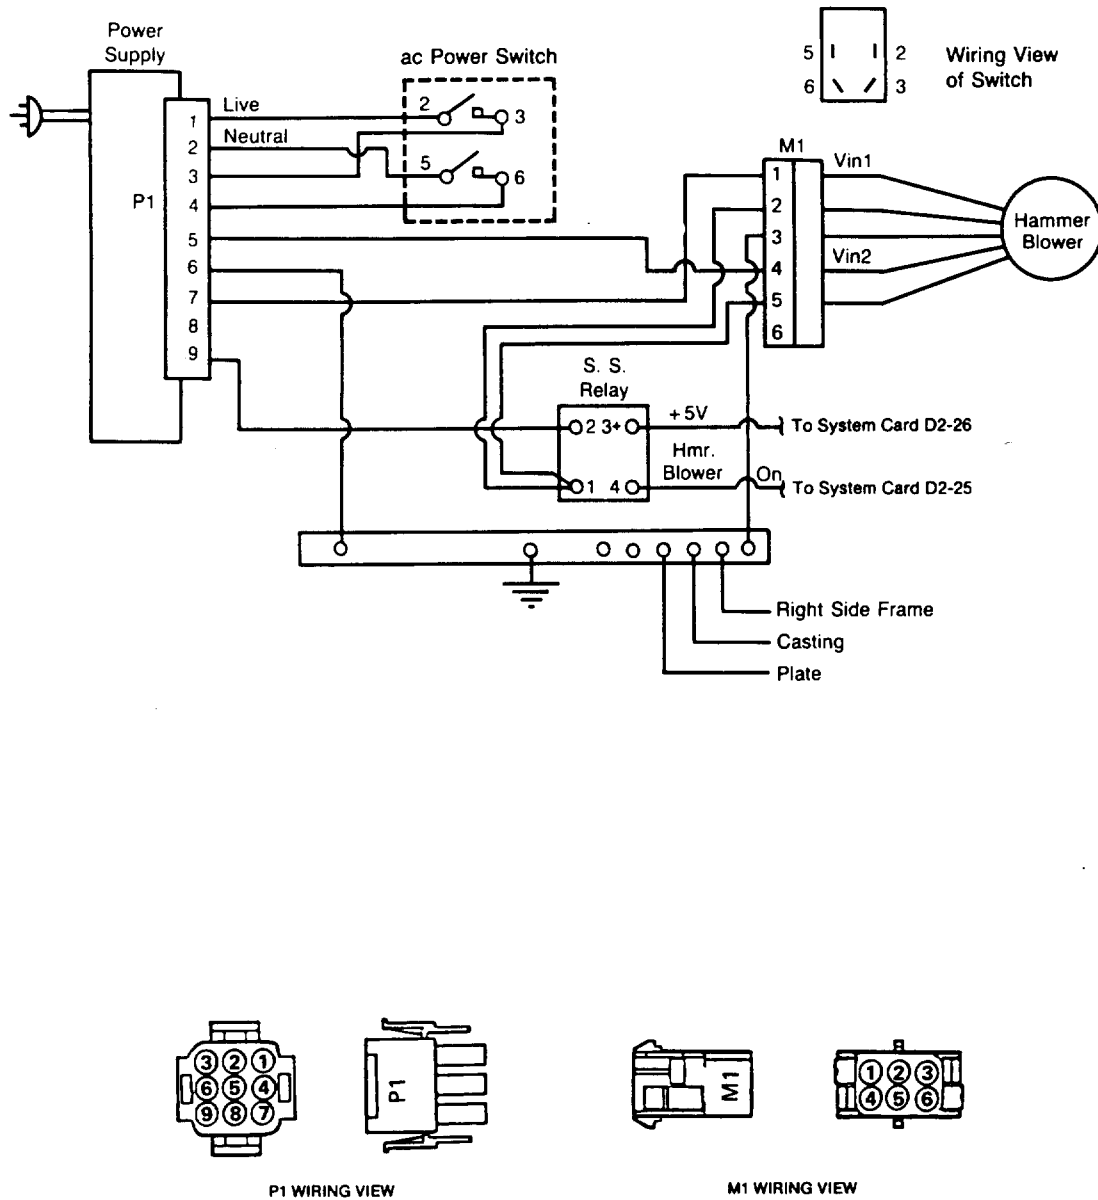 Power
Supply
ac Power Switch
5 2
6 3
Wiring View
of Switch
Live
Neutral
2
3
5
6
P1
1
2
3
4
5
6
7
8
9
M1
1
2
3
4
5
6
Vin1
Vin2
Hammer
Blower
S. S.
Relay
2 3+
1 4
+5V
Hmr.
Blower
On
To System Card D2-26
To System Card D2-25
Right Side Frame
Casting
Plate
3 2 1
6 5 4
9 8 7
P1
M1
1 2 3
4 5 6
P1 WIRING VIEW
M1 WIRING VIEW